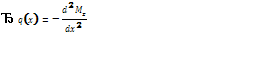 То q(x) = − d²Mₓ / dx²